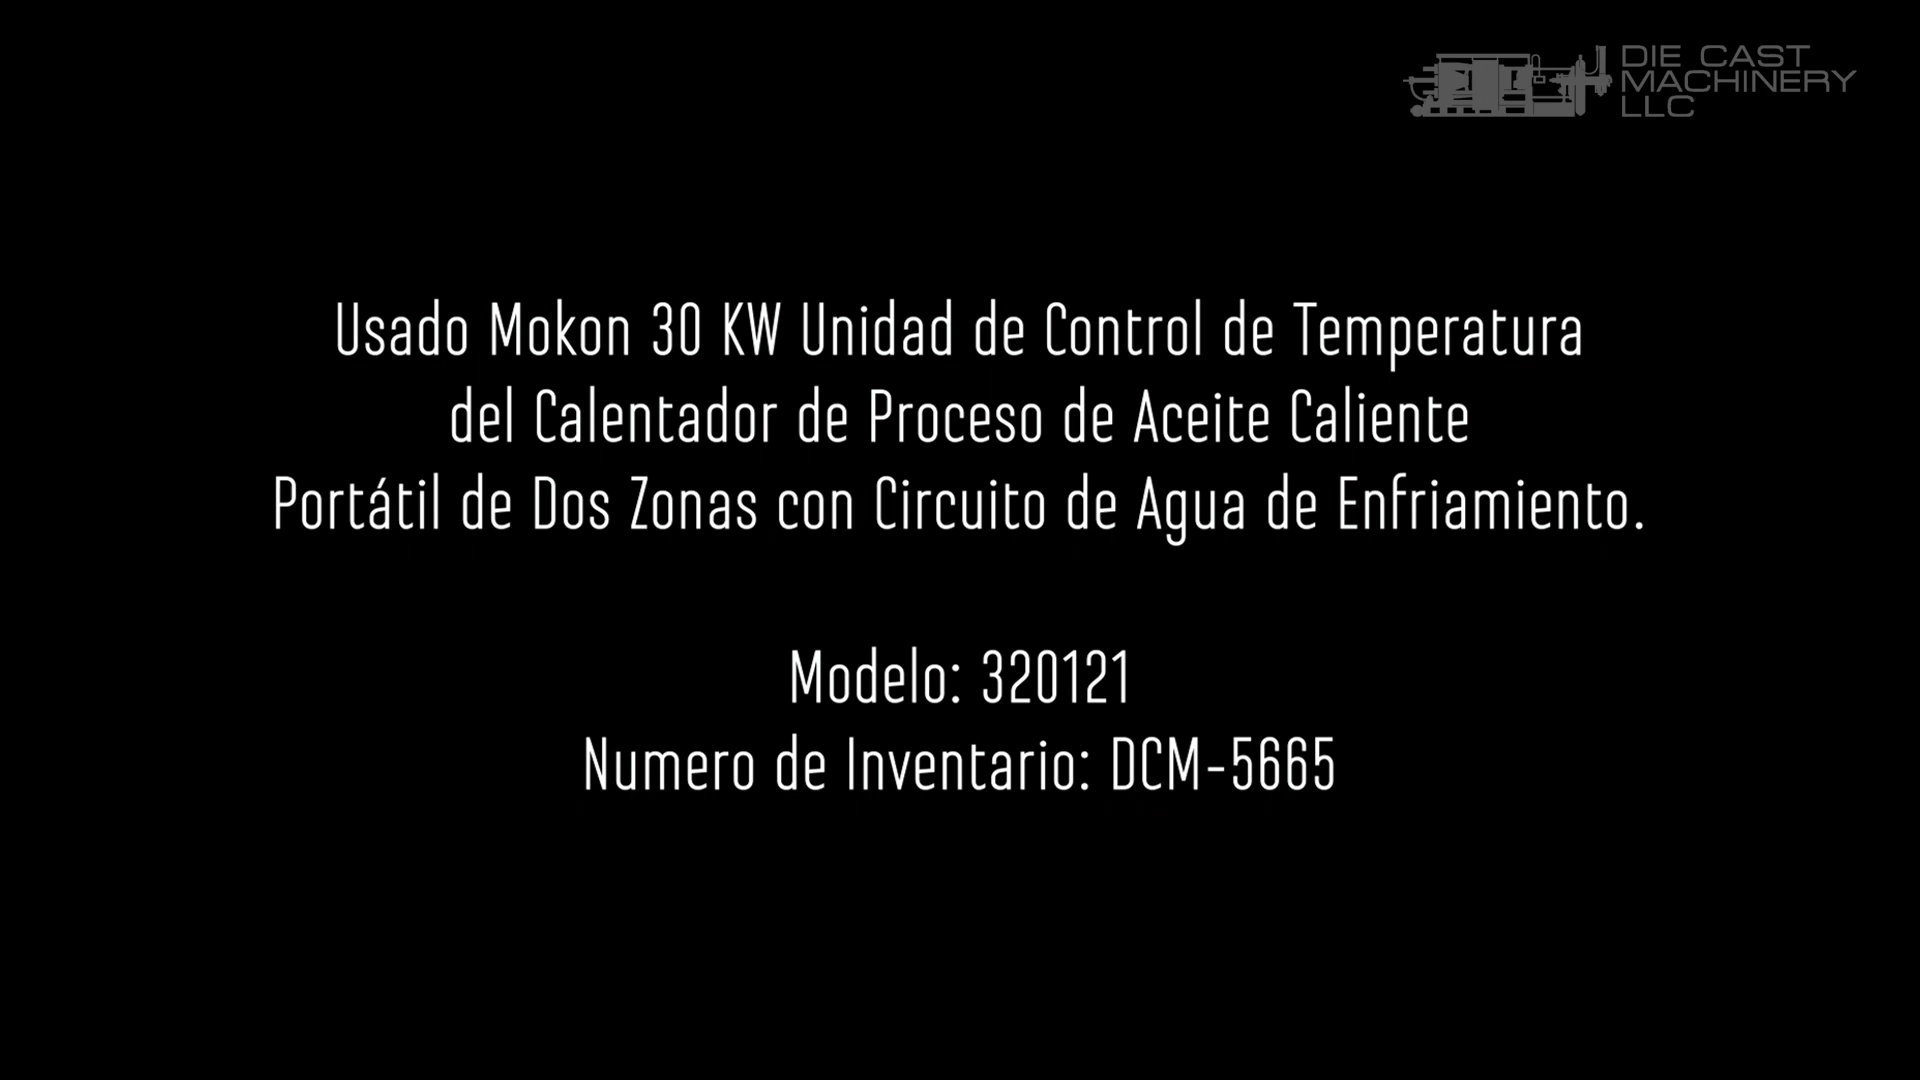 DIE CAST
MACHINERY
LLC
Usado Mokon 30 KW Unidad de Control de Temperatura
del Calentador de Proceso de Aceite Caliente
Portátil de Dos Zonas con Circuito de Agua de Enfriamiento.
Modelo: 320121
Numero de Inventario: DCM-5665